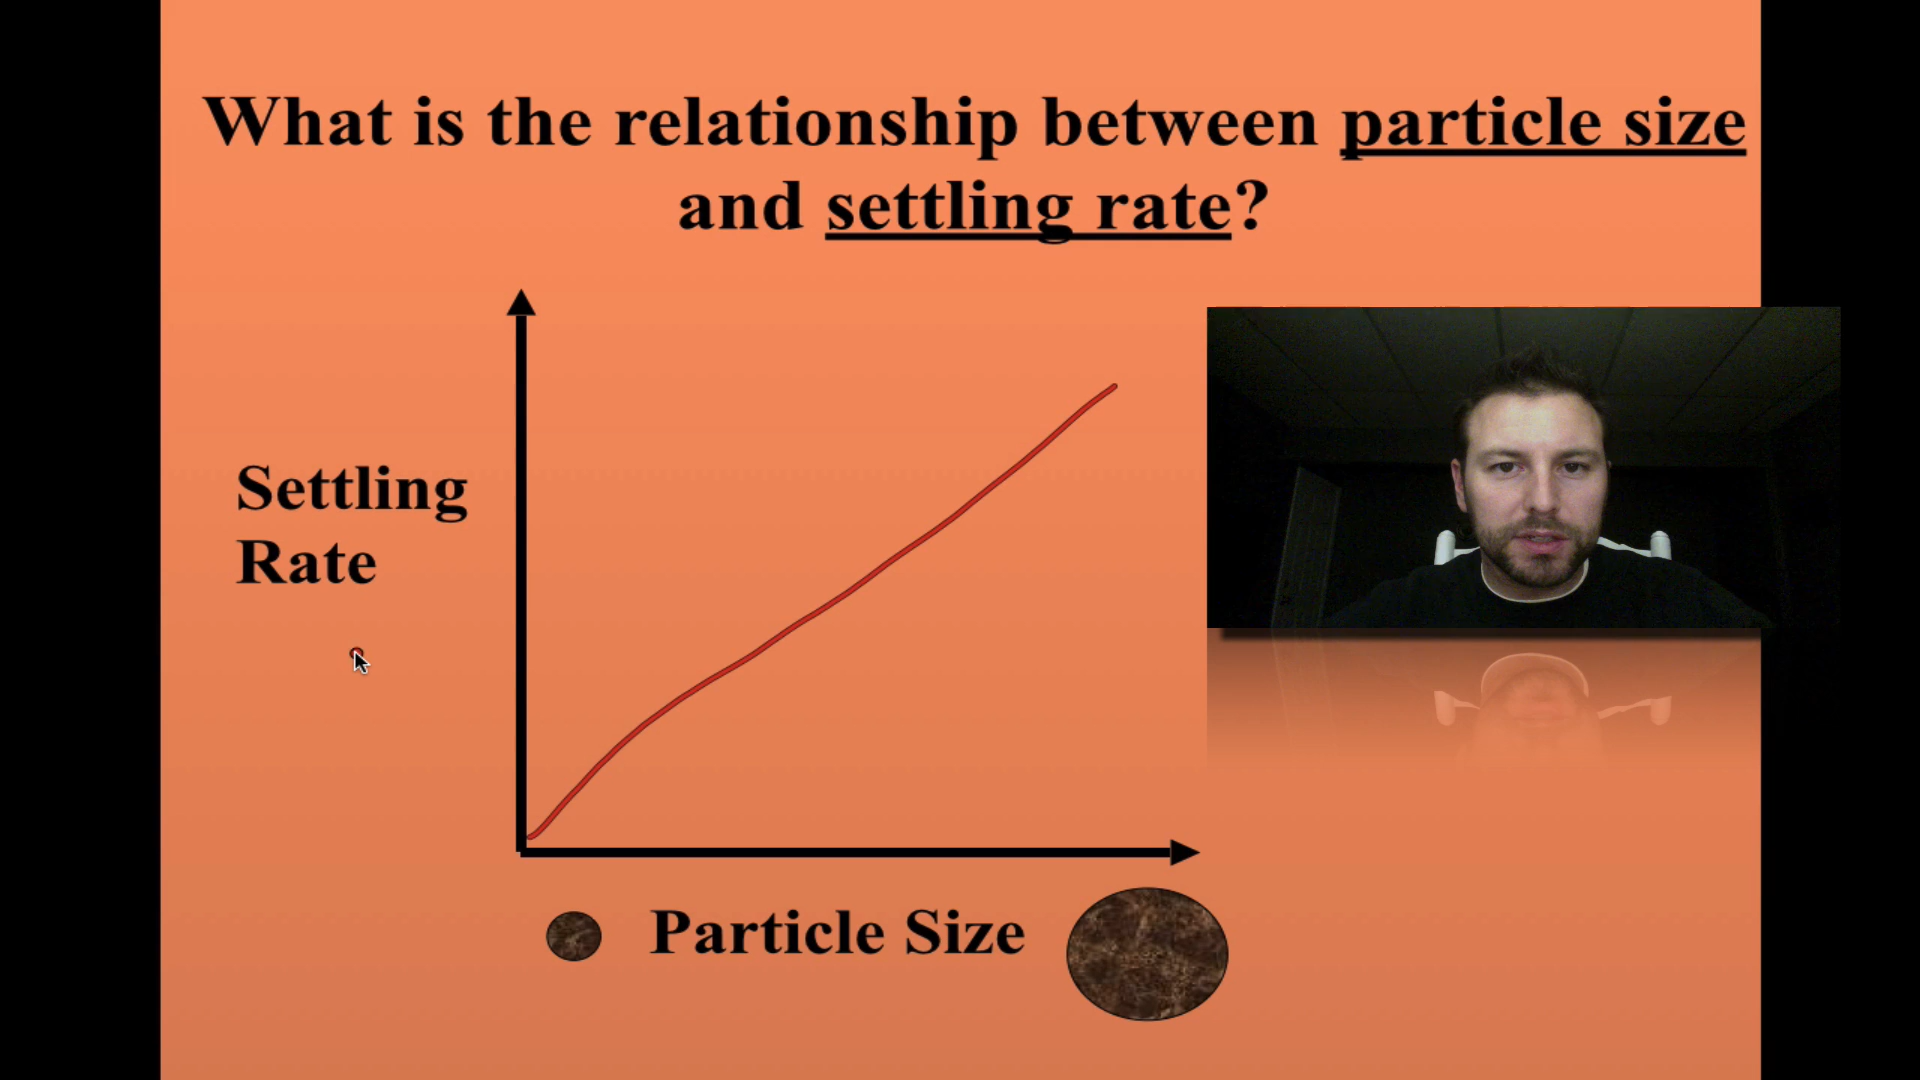 What is the relationship between particle size
and settling rate?
Settling
Rate
Particle Size